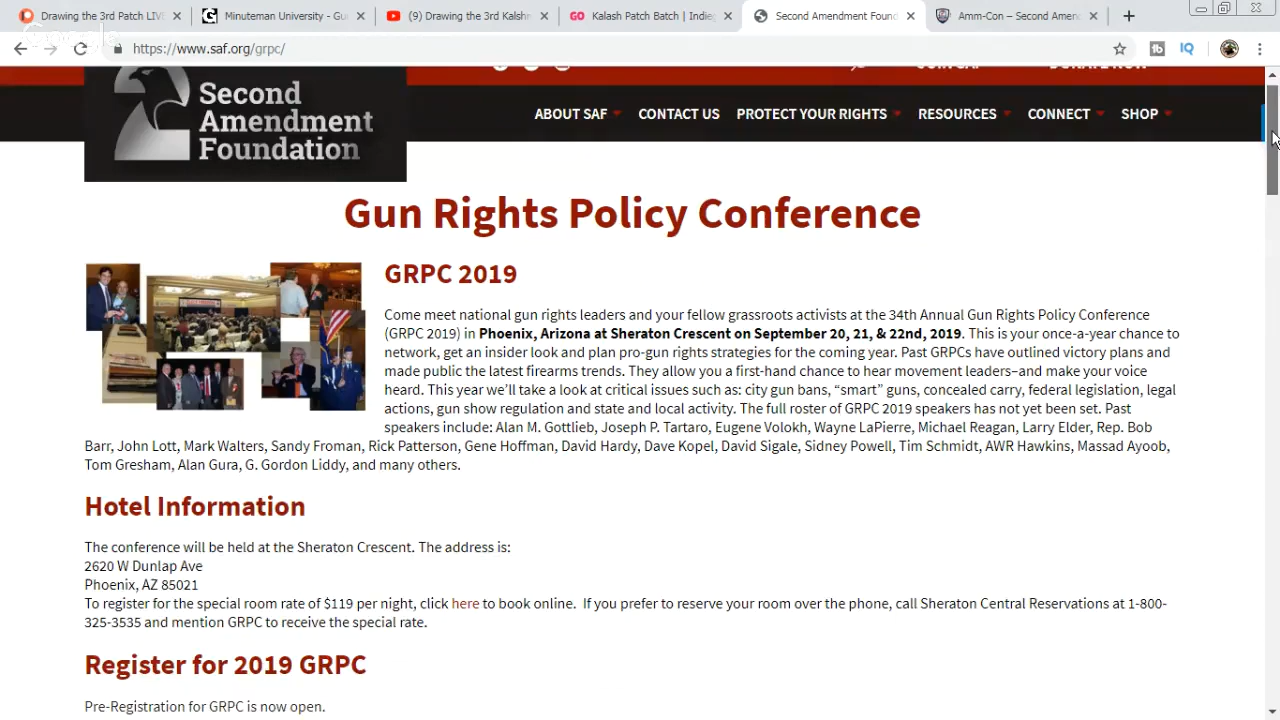 Drawing the 3rd Patch LIVE
Minuteman University - Gu
(9) Drawing the 3rd Kalshn
Kalash Patch Batch | Indieg
Second Amendment Foun
Amm-Con – Second Amen
https://www.saf.org/grpc/
Second
Amendment
Foundation
ABOUT SAF
CONTACT US
PROTECT YOUR RIGHTS
RESOURCES
CONNECT
SHOP
Gun Rights Policy Conference
GRPC 2019
Come meet national gun rights leaders and your fellow grassroots activists at the 34th Annual Gun Rights Policy Conference
(GRPC 2019) in Phoenix, Arizona at Sheraton Crescent on September 20, 21, & 22nd, 2019. This is your once-a-year chance to
network, get an insider look and plan pro-gun rights strategies for the coming year. Past GRPCs have outlined victory plans and
made public the latest firearms trends. They allow you a first-hand chance to hear movement leaders–and make your voice
heard. This year we’ll take a look at critical issues such as: city gun bans, “smart” guns, concealed carry, federal legislation, legal
actions, gun show regulation and state and local activity. The full roster of GRPC 2019 speakers has not yet been set. Past
speakers include: Alan M. Gottlieb, Joseph P. Tartaro, Eugene Volokh, Wayne LaPierre, Michael Reagan, Larry Elder, Rep. Bob
Barr, John Lott, Mark Walters, Sandy Froman, Rick Patterson, Gene Hoffman, David Hardy, Dave Kopel, David Sigale, Sidney Powell, Tim Schmidt, AWR Hawkins, Massad Ayoob,
Tom Gresham, Alan Gura, G. Gordon Liddy, and many others.
Hotel Information
The conference will be held at the Sheraton Crescent. The address is:
2620 W Dunlap Ave
Phoenix, AZ 85021
To register for the special room rate of $119 per night, click here to book online. If you prefer to reserve your room over the phone, call Sheraton Central Reservations at 1-800-
325-3535 and mention GRPC to receive the special rate.
Register for 2019 GRPC
Pre-Registration for GRPC is now open.